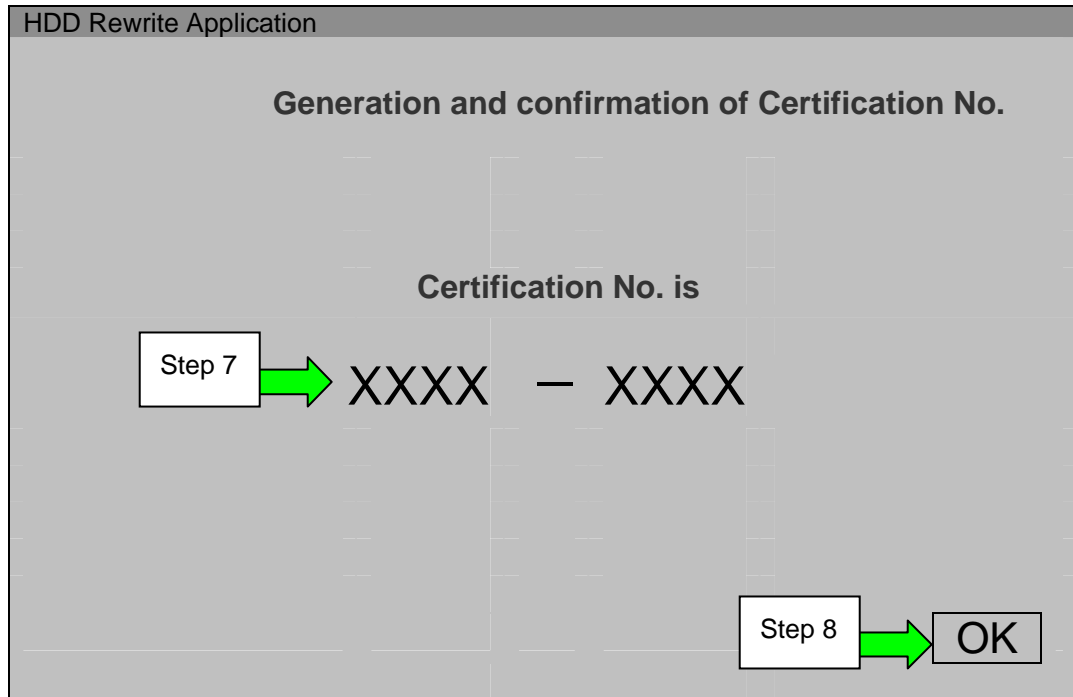 HDD Rewrite Application
Generation and confirmation of Certification No.
Certification No. is
Step 7
XXXX – XXXX
Step 8
OK